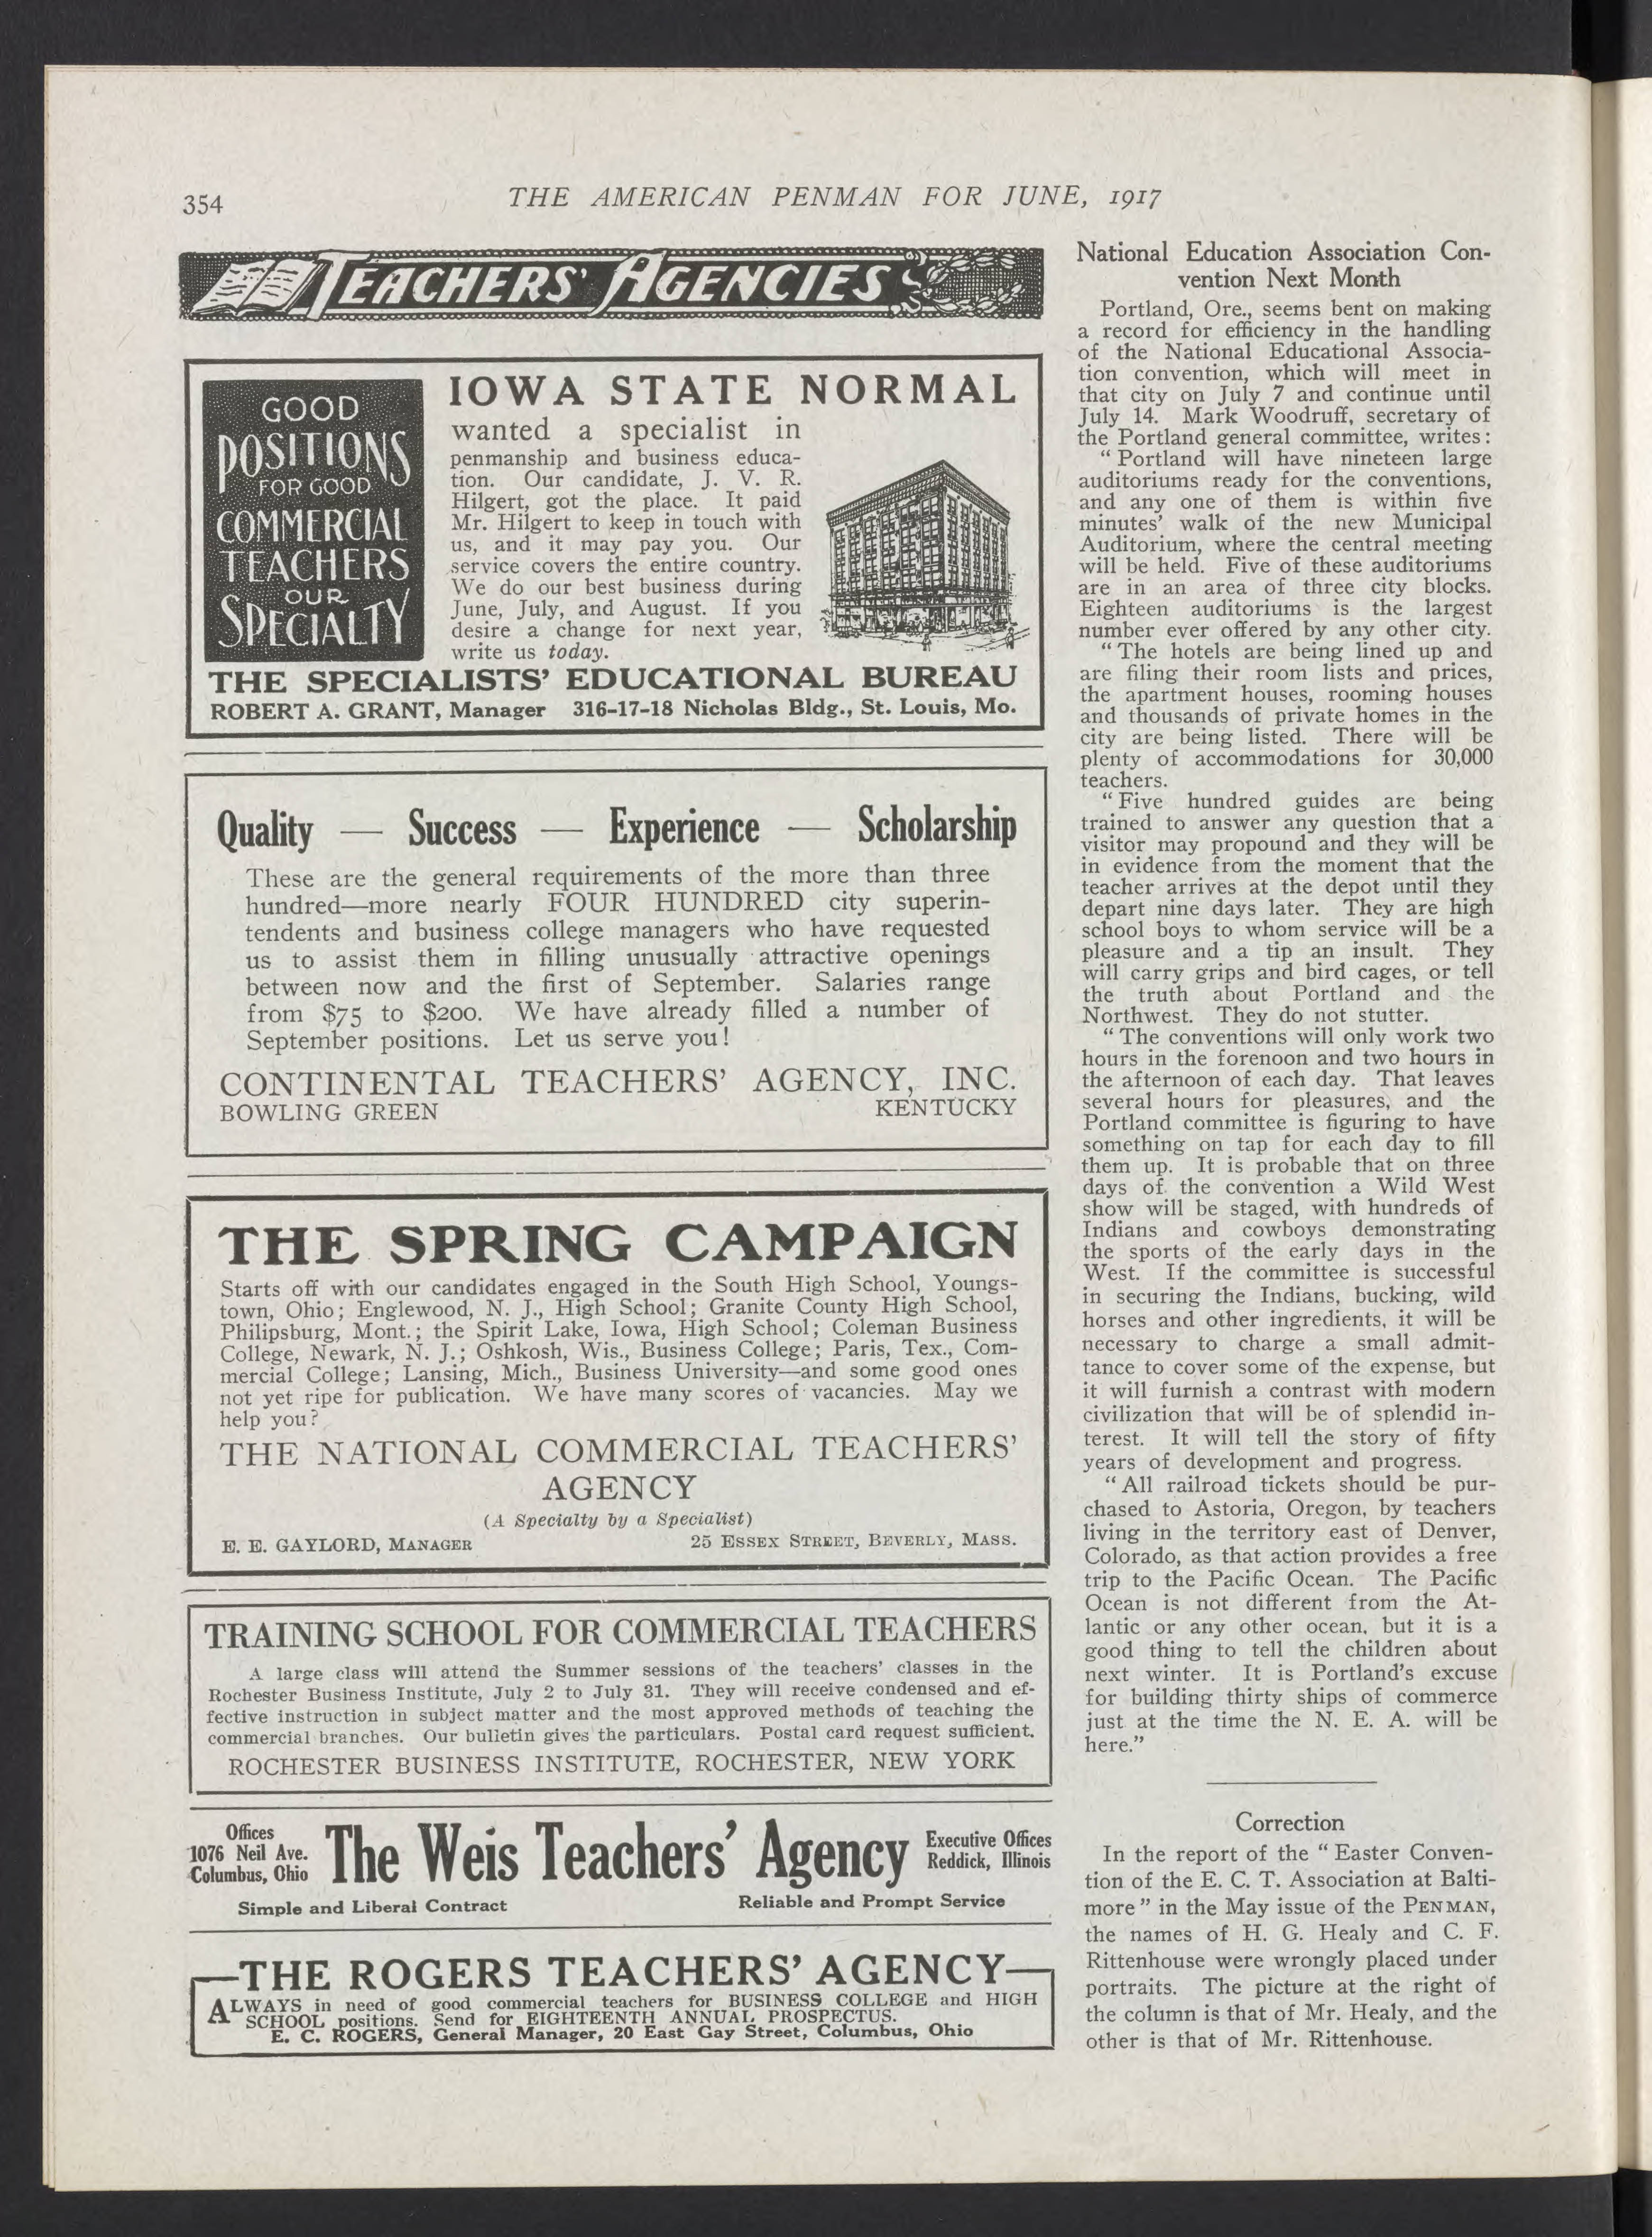 354
THE AMERICAN PENMAN FOR JUNE, 1917
TEACHERS' AGENCIES
GOOD
POSITIONS
FOR GOOD
COMMERCIAL
TEACHERS
OUR
SPECIALTY
IOWA STATE NORMAL
wanted a specialist in
penmanship and business educa-
tion. Our candidate, J. V. R.
Hilgert, got the place. It paid
Mr. Hilgert to keep in touch with
us, and it may pay you. Our
service covers the entire country.
We do our best business during
June, July, and August. If you
desire a change for next year,
write us today.
THE SPECIALISTS' EDUCATIONAL BUREAU
ROBERT A. GRANT, Manager 316-17-18 Nicholas Bldg., St. Louis, Mo.
Quality — Success — Experience — Scholarship
These are the general requirements of the more than three
hundred—more nearly FOUR HUNDRED city superin-
tendents and business college managers who have requested
us to assist them in filling unusually attractive openings
between now and the first of September. Salaries range
from $75 to $200. We have already filled a number of
September positions. Let us serve you!
CONTINENTAL TEACHERS' AGENCY, INC.
BOWLING GREEN KENTUCKY
THE SPRING CAMPAIGN
Starts off with our candidates engaged in the South High School, Youngs-
town, Ohio; Englewood, N. J., High School; Granite County High School,
Philipsburg, Mont.; the Spirit Lake, Iowa, High School; Coleman Business
College, Newark, N. J.; Oshkosh, Wis., Business College; Paris, Tex., Com-
mercial College; Lansing, Mich., Business University—and some good ones
not yet ripe for publication. We have many scores of vacancies. May we
help you?
THE NATIONAL COMMERCIAL TEACHERS'
AGENCY
(A Specialty by a Specialist)
E. E. GAYLORD, MANAGER 25 ESSEX STREET, BEVERLY, MASS.
TRAINING SCHOOL FOR COMMERCIAL TEACHERS
A large class will attend the Summer sessions of the teachers' classes in the
Rochester Business Institute, July 2 to July 31. They will receive condensed and ef-
fective instruction in subject matter and the most approved methods of teaching the
commercial branches. Our bulletin gives the particulars. Postal card request sufficient.
ROCHESTER BUSINESS INSTITUTE, ROCHESTER, NEW YORK
Offices
1076 Neil Ave.
Columbus, Ohio
The Weis Teachers' Agency
Executive Offices
Reddick, Illinois
Simple and Liberal Contract Reliable and Prompt Service
THE ROGERS TEACHERS' AGENCY
ALWAYS in need of good commercial teachers for BUSINESS COLLEGE and HIGH
SCHOOL positions. Send for EIGHTEENTH ANNUAL PROSPECTUS.
E. C. ROGERS, General Manager, 20 East Gay Street, Columbus, Ohio
National Education Association Con-
vention Next Month
Portland, Ore., seems bent on making
a record for efficiency in the handling
of the National Educational Associa-
tion convention, which will meet in
that city on July 7 and continue until
July 14. Mark Woodruff, secretary of
the Portland general committee, writes:
"Portland will have nineteen large
auditoriums ready for the conventions,
and any one of them is within five
minutes' walk of the new Municipal
Auditorium, where the central meeting
will be held. Five of these auditoriums
are in an area of three city blocks.
Eighteen auditoriums is the largest
number ever offered by any other city.
"The hotels are being lined up and
are filing their room lists and prices,
the apartment houses, rooming houses
and thousands of private homes in the
city are being listed. There will be
plenty of accommodations for 30,000
teachers.
"Five hundred guides are being
trained to answer any question that a
visitor may propound and they will be
in evidence from the moment that the
teacher arrives at the depot until they
depart nine days later. They are high
school boys to whom service will be a
pleasure and a tip an insult. They
will carry grips and bird cages, or tell
the truth about Portland and the
Northwest. They do not stutter.
"The conventions will only work two
hours in the forenoon and two hours in
the afternoon of each day. That leaves
several hours for pleasures, and the
Portland committee is figuring to have
something on tap for each day to fill
them up. It is probable that on three
days of the convention a Wild West
show will be staged, with hundreds of
Indians and cowboys demonstrating
the sports of the early days in the
West. If the committee is successful
in securing the Indians, bucking, wild
horses and other ingredients, it will be
necessary to charge a small admit-
tance to cover some of the expense, but
it will furnish a contrast with modern
civilization that will be of splendid in-
terest. It will tell the story of fifty
years of development and progress.
"All railroad tickets should be pur-
chased to Astoria, Oregon, by teachers
living in the territory east of Denver,
Colorado, as that action provides a free
trip to the Pacific Ocean. The Pacific
Ocean is not different from the At-
lantic or any other ocean, but it is a
good thing to tell the children about
next winter. It is Portland's excuse
for building thirty ships of commerce
just at the time the N. E. A. will be
here."
Correction
In the report of the "Easter Conven-
tion of the E. C. T. Association at Balti-
more" in the May issue of the PENMAN,
the names of H. G. Healy and C. F.
Rittenhouse were wrongly placed under
portraits. The picture at the right of
the column is that of Mr. Healy, and the
other is that of Mr. Rittenhouse.